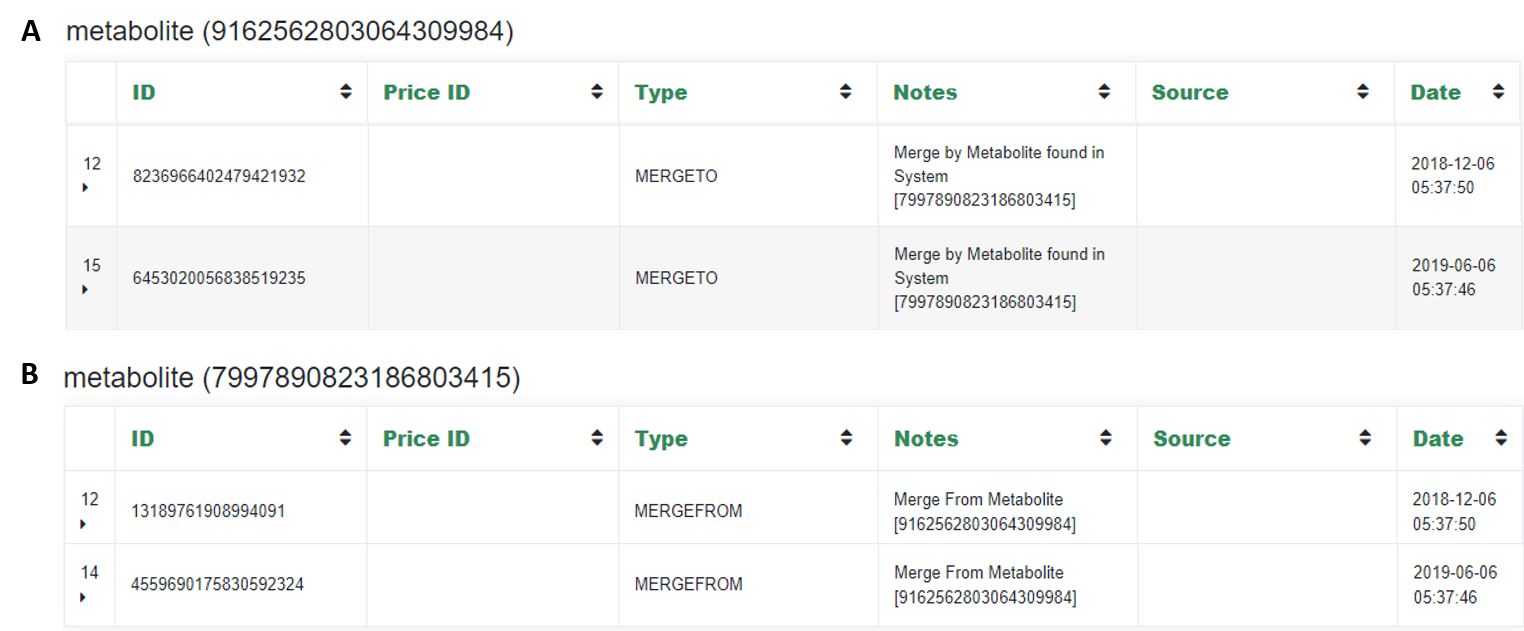 A metabolite (9162562803064309984)
ID Price ID Type Notes Source Date
12 8236966402479421932 MERGETO Merge by Metabolite found in
System
[7997890823186803415] 2018-12-06
05:37:50
15 6453020056838519235 MERGETO Merge by Metabolite found in
System
[7997890823186803415] 2019-06-06
05:37:46
B metabolite (7997890823186803415)
ID Price ID Type Notes Source Date
12 13189761908994091 MERGEFROM Merge From Metabolite
[9162562803064309984] 2018-12-06
05:37:50
14 4559690175830592324 MERGEFROM Merge From Metabolite
[9162562803064309984] 2019-06-06
05:37:46